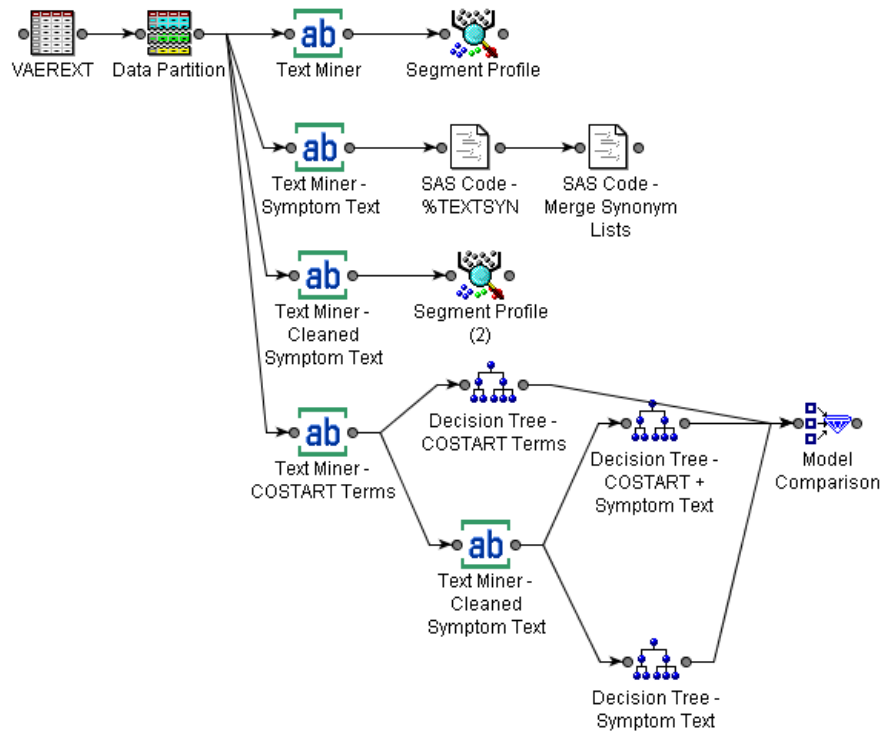 VAEREXT
Data Partition
ab
Text Miner
Segment Profile
ab
Text Miner -
Symptom Text
SAS Code -
%TEXTSYN
SAS Code -
Merge Synonym
Lists
ab
Text Miner -
Cleaned
Symptom Text
Segment Profile
(2)
ab
Text Miner -
COSTART Terms
Decision Tree -
COSTART Terms
Decision Tree -
COSTART +
Symptom Text
Model
Comparison
ab
Text Miner -
Cleaned
Symptom Text
Decision Tree -
Symptom Text